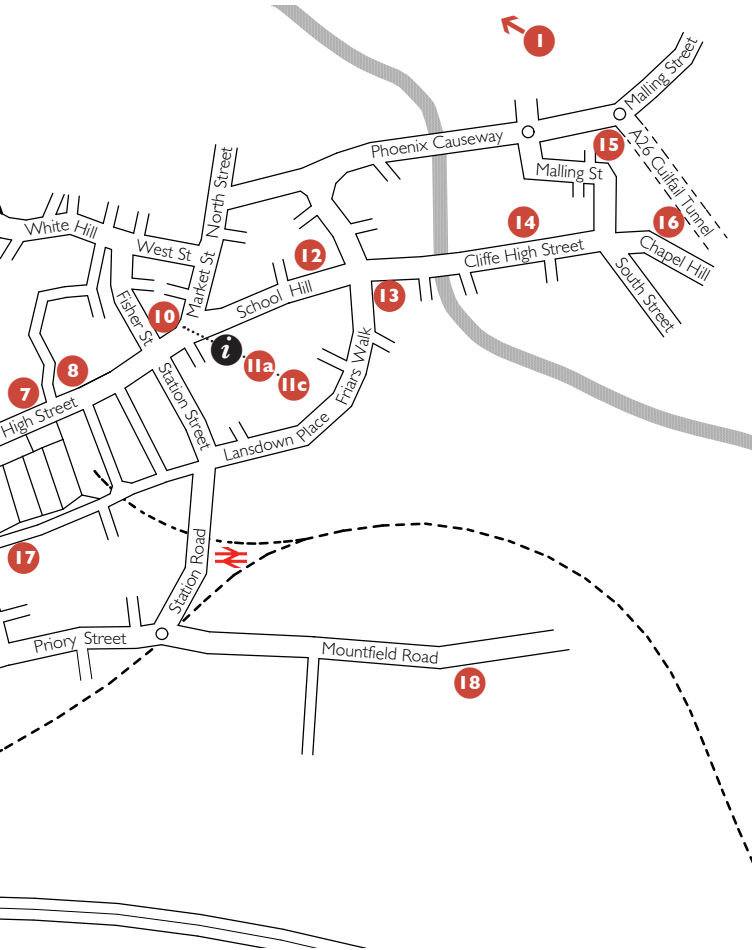 1
Malling Street
Phoenix Causeway
15
A26 Cuilfail Tunnel
Malling St
North Street
White Hill
West St
12
14
16
Cliffe High Street
Chapel Hill
Market St
School Hill
13
South Street
Fisher St
10
i
11a
11c
8
7
High Street
Station Street
Friars Walk
Lansdown Place
17
Station Road
Priory Street
Mountfield Road
18